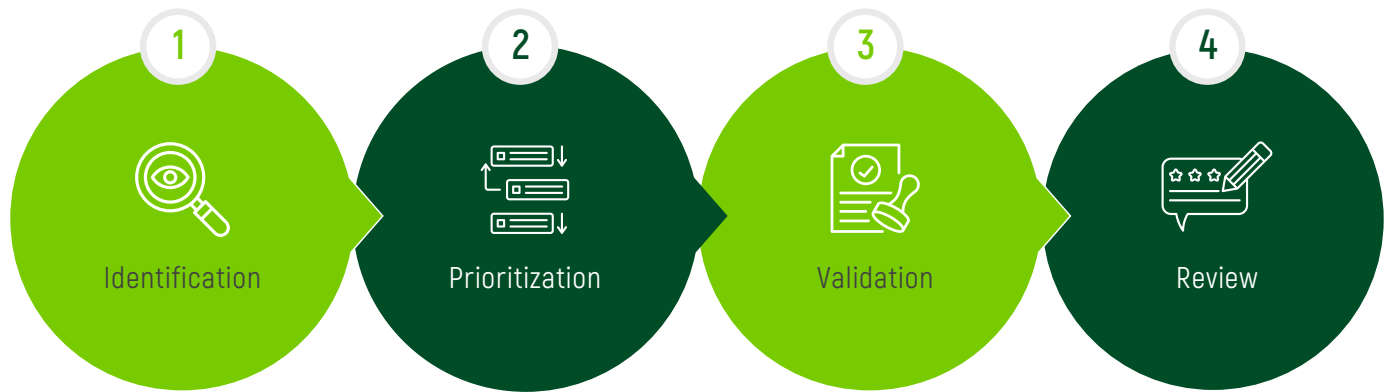 1
2
3
4
Identification
Prioritization
Validation
Review